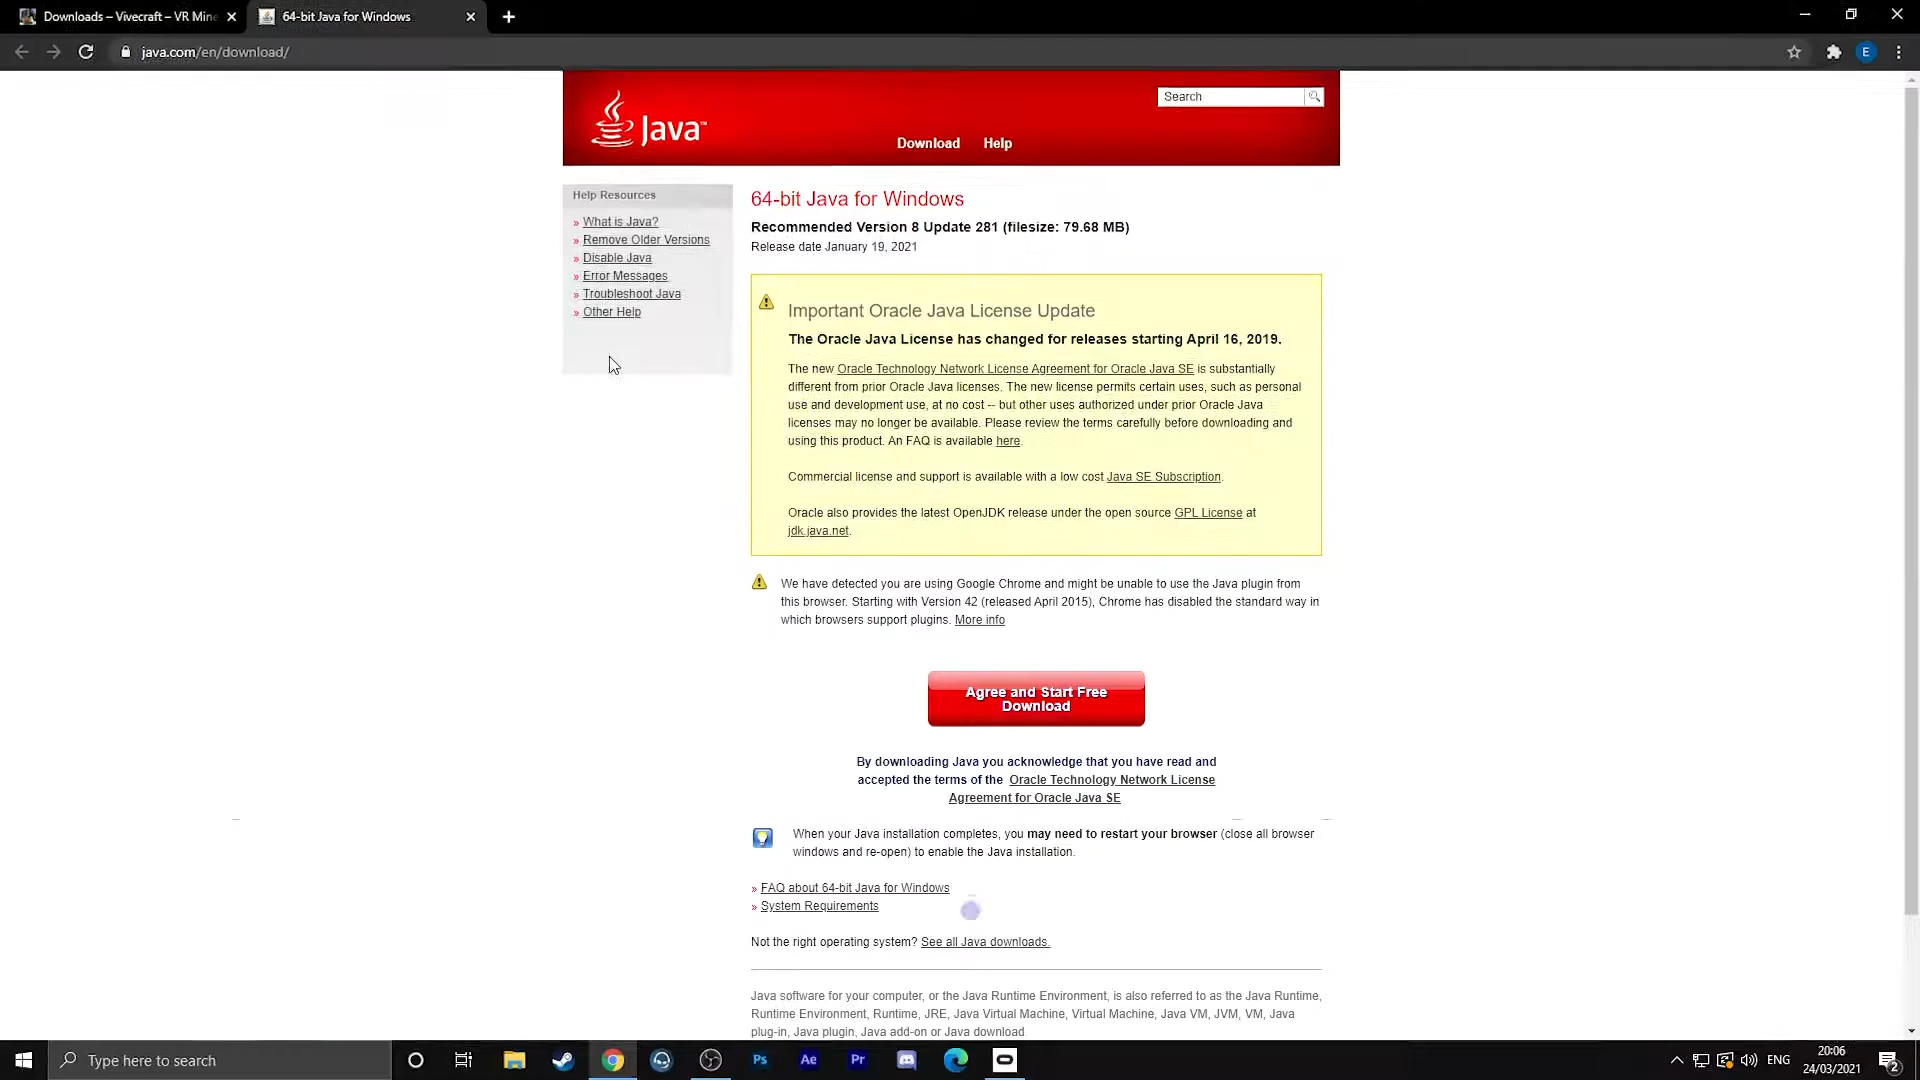 Downloads – Vivecraft – VR Mine
64-bit Java for Windows
java.com/en/download/
E
Java™
Search
Download Help
Help Resources
» What is Java?
» Remove Older Versions
» Disable Java
» Error Messages
» Troubleshoot Java
» Other Help
64-bit Java for Windows
Recommended Version 8 Update 281 (filesize: 79.68 MB)
Release date January 19, 2021
Important Oracle Java License Update
The Oracle Java License has changed for releases starting April 16, 2019.
The new Oracle Technology Network License Agreement for Oracle Java SE is substantially
different from prior Oracle Java licenses. The new license permits certain uses, such as personal
use and development use, at no cost -- but other uses authorized under prior Oracle Java
licenses may no longer be available. Please review the terms carefully before downloading and
using this product. An FAQ is available here.
Commercial license and support is available with a low cost Java SE Subscription.
Oracle also provides the latest OpenJDK release under the open source GPL License at
jdk.java.net.
We have detected you are using Google Chrome and might be unable to use the Java plugin from
this browser. Starting with Version 42 (released April 2015), Chrome has disabled the standard way in
which browsers support plugins. More info
Agree and Start Free
Download
By downloading Java you acknowledge that you have read and
accepted the terms of the Oracle Technology Network License
Agreement for Oracle Java SE
When your Java installation completes, you may need to restart your browser (close all browser
windows and re-open) to enable the Java installation.
» FAQ about 64-bit Java for Windows
» System Requirements
Not the right operating system? See all Java downloads.
Java software for your computer, or the Java Runtime Environment, is also referred to as the Java Runtime,
Runtime Environment, Runtime, JRE, Java Virtual Machine, Virtual Machine, Java VM, JVM, VM, Java
plug-in, Java plugin, Java add-on or Java download
Type here to search
Ps
Ae
Pr
ENG
20:06
24/03/2021
2